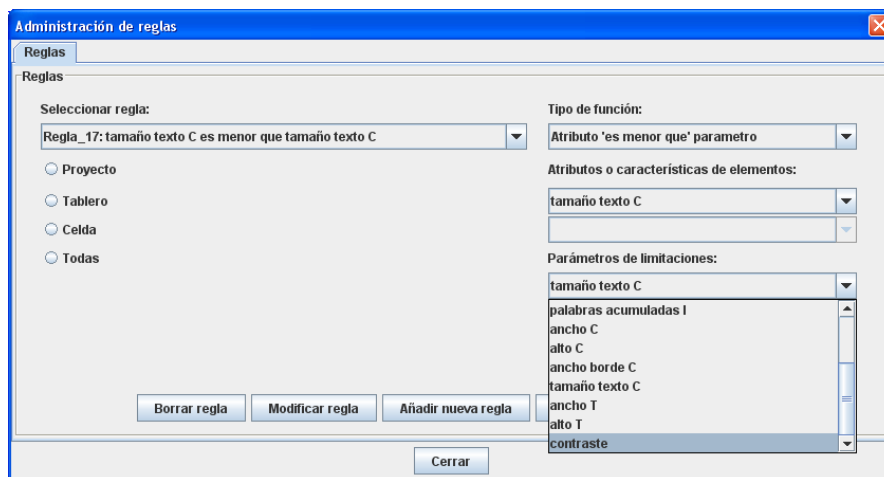 Administración de reglas
Reglas
Reglas
Seleccionar regla:
Regla_17: tamaño texto C es menor que tamaño texto C
Proyecto
Tablero
Celda
Todas
Tipo de función:
Atributo 'es menor que' parametro
Atributos o características de elementos:
tamaño texto C
Parámetros de limitaciones:
tamaño texto C
palabras acumuladas I
ancho C
alto C
ancho borde C
tamaño texto C
ancho T
alto T
contraste
Borrar regla
Modificar regla
Añadir nueva regla
Cerrar